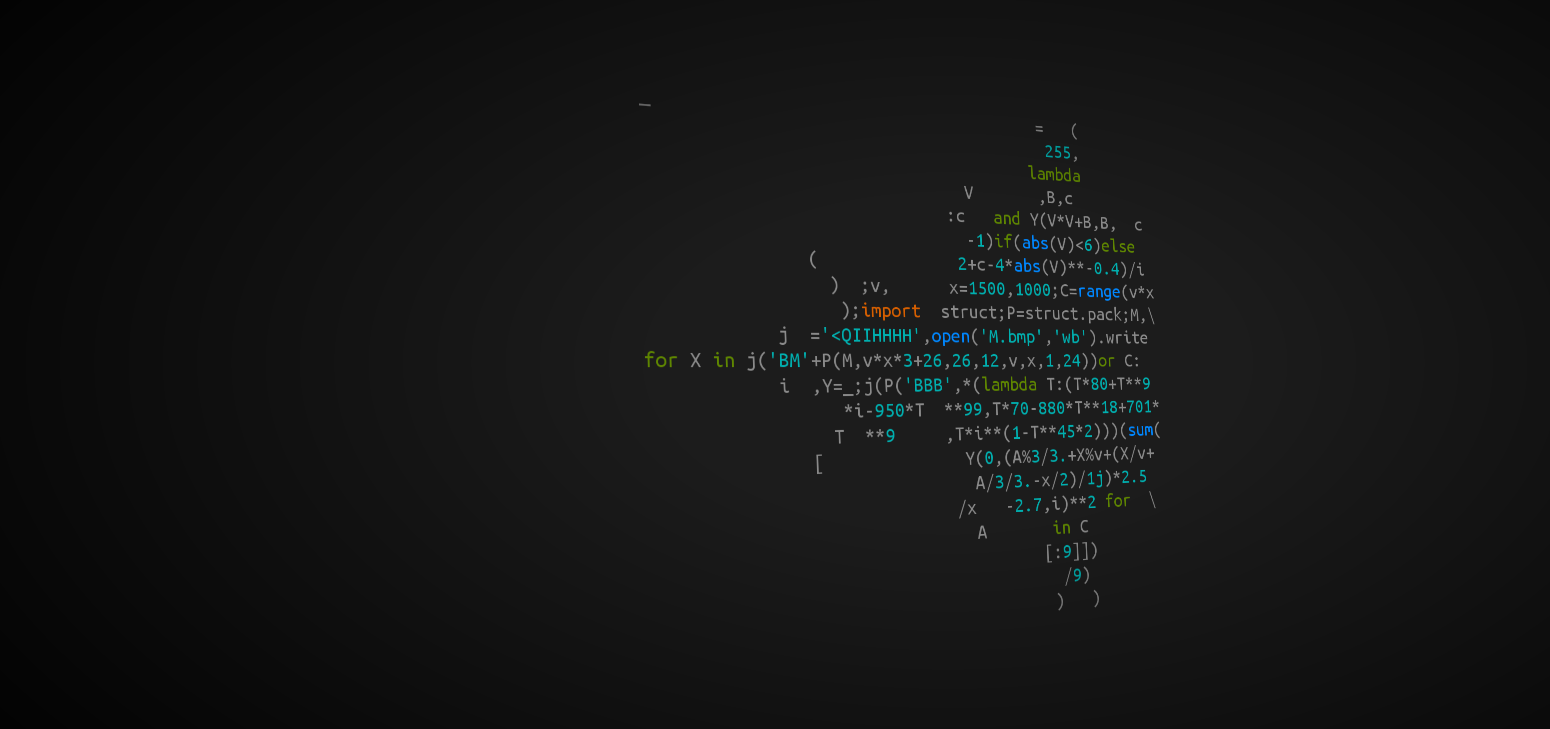 _
= (
255,
lambda
V ,B,c
:c and Y(V*V+B,B, c
-1)if(abs(V)<6)else
( 2+c-4*abs(V)**-0.4)/i
) ;v, x=1500,1000;C=range(v*x
);import struct;P=struct.pack;M,\
j ='<QIIHHHH',open('M.bmp','wb').write
for X in j('BM'+P(M,v*x*3+26,26,12,v,x,1,24))or C:
i ,Y=_;j(P('BBB',*(lambda T:(T*80+T**9
*i-950*T **99,T*70-880*T**18+701*
T **9 ,T*i**(1-T**45*2)))(sum(
[ Y(0,(A%3/3.+X%v+(X/v+
A/3/3.-x/2)/1j)*2.5
/x -2.7,i)**2 for \
A in C
[:9]])
/9)
) )